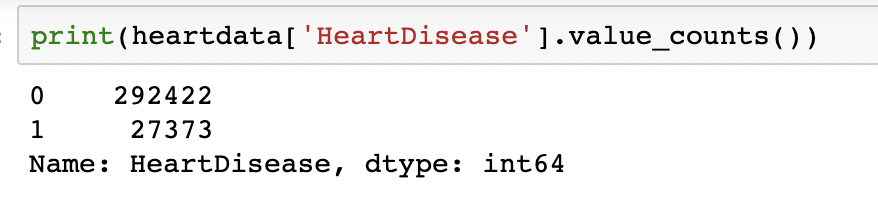 print(heartdata['HeartDisease'].value_counts())
0    292422
1     27373
Name: HeartDisease, dtype: int64